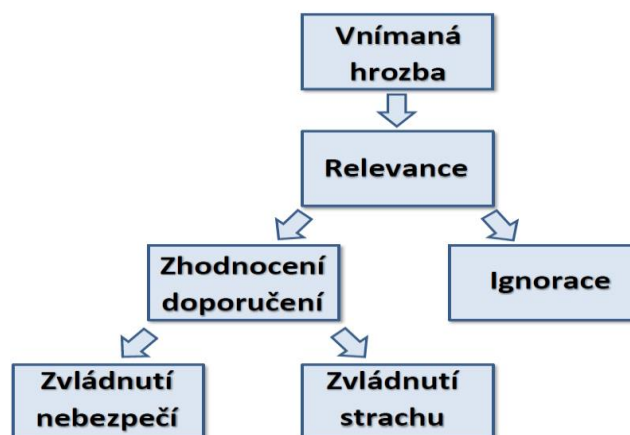 Vnímaná
hrozba
Relevance
Zhodnocení
doporučení
Ignorace
Zvládnutí
nebezpečí
Zvládnutí
strachu